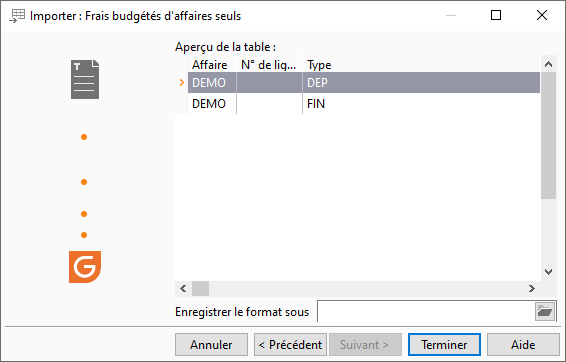 Importer : Frais budgétés d'affaires seuls
Aperçu de la table :
Affaire N° de lig... Type
DEMO DEP
DEMO FIN
Enregistrer le format sous
Annuler < Précédent Suivant > Terminer Aide